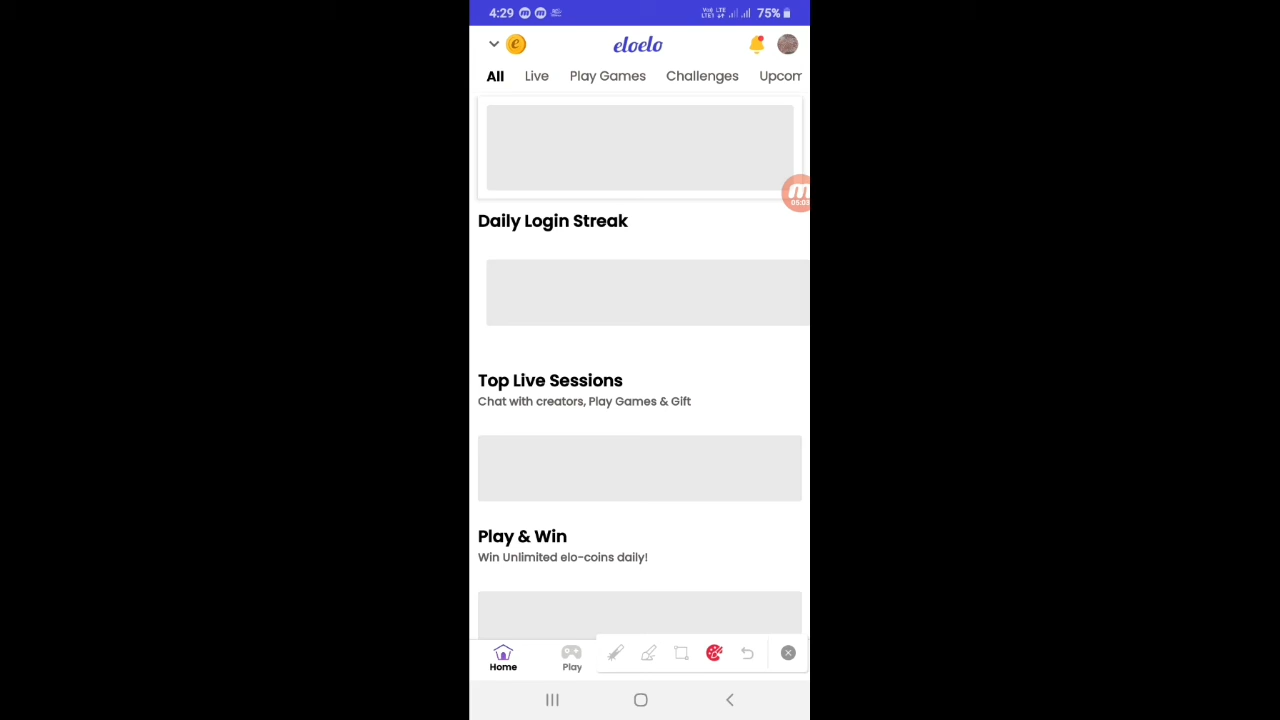 4:29
75%
eloelo
All Live Play Games Challenges Upcom
Daily Login Streak
Top Live Sessions
Chat with creators, Play Games & Gift
Play & Win
Win Unlimited elo-coins daily!
Home Play